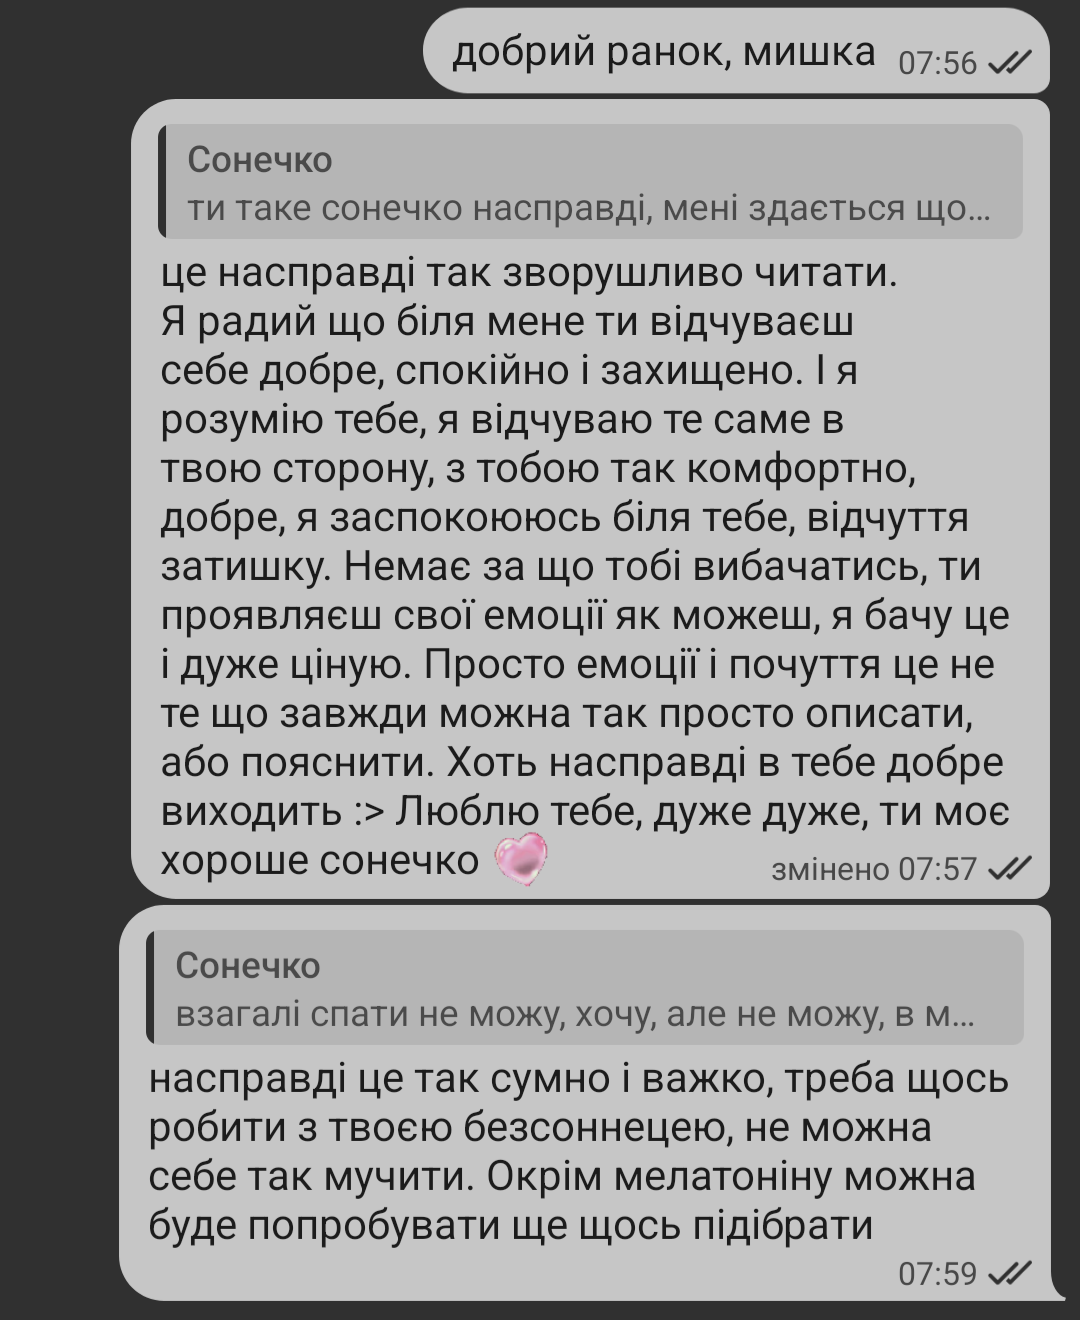 добрий ранок, мишка 07:56
Сонечко
ти таке сонечко насправді, мені здається що...
це насправді так зворушливо читати.
Я радий що біля мене ти відчуваєш
себе добре, спокійно і захищено. І я
розумію тебе, я відчуваю те саме в
твою сторону, з тобою так комфортно,
добре, я заспокоююсь біля тебе, відчуття
затишку. Немає за що тобі вибачатись, ти
проявляєш свої емоції як можеш, я бачу це
і дуже ціную. Просто емоції і почуття це не
те що завжди можна так просто описати,
або пояснити. Хоть насправді в тебе добре
виходить :> Люблю тебе, дуже дуже, ти моє
хороше сонечко змінено 07:57
Сонечко
взагалі спати не можу, хочу, але не можу, в м...
насправді це так сумно і важко, треба щось
робити з твоєю безсоннецею, не можна
себе так мучити. Окрім мелатоніну можна
буде попробувати ще щось підібрати
07:59